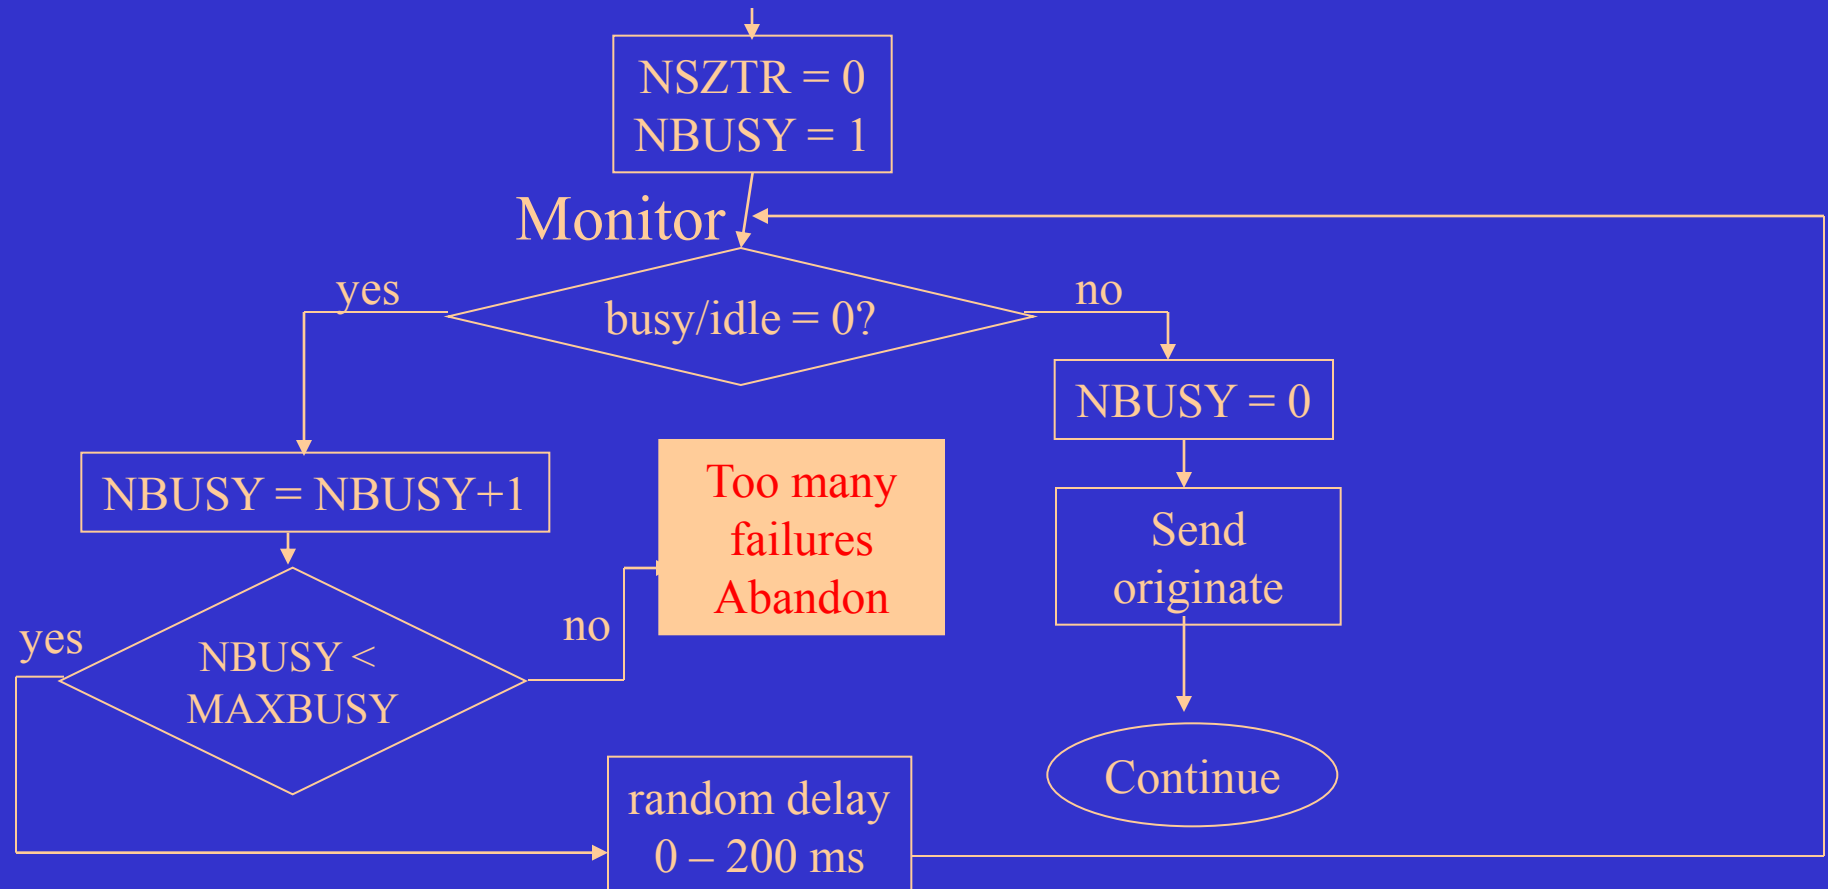 NSZTR = 0
NBUSY = 1
Monitor
yes
busy/idle = 0?
no
NBUSY = 0
NBUSY = NBUSY+1
Too many
failures
Abandon
Send
originate
yes
NBUSY <
MAXBUSY
no
Continue
random delay
0 – 200 ms